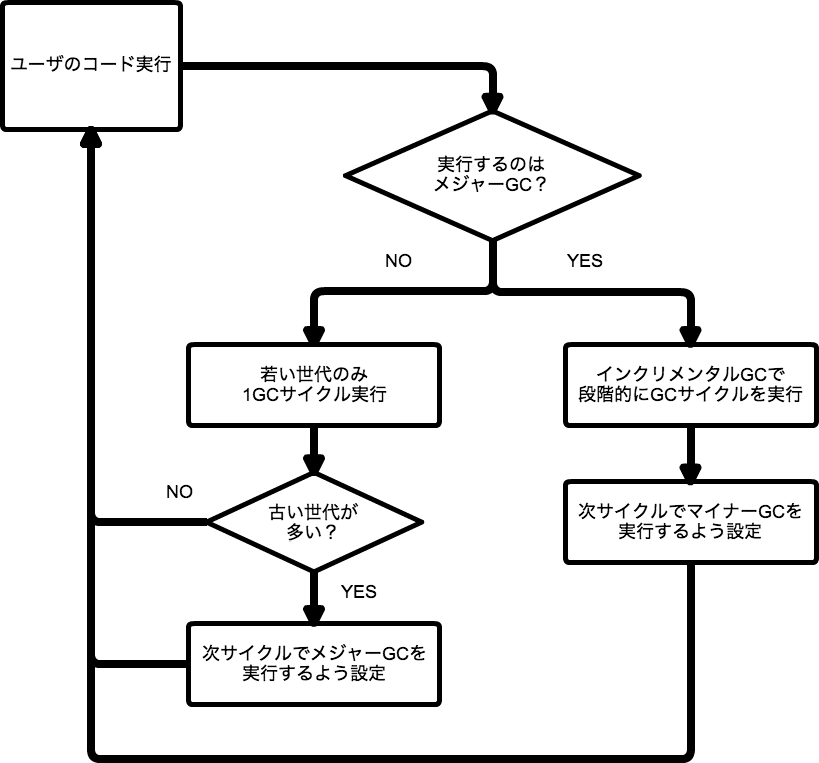 ユーザのコード実行
実行するのは
メジャーGC？
NO
YES
若い世代のみ
1GCサイクル実行
インクリメンタルGCで
段階的にGCサイクルを実行
NO
古い世代が
多い？
次サイクルでマイナーGCを
実行するよう設定
YES
次サイクルでメジャーGCを
実行するよう設定